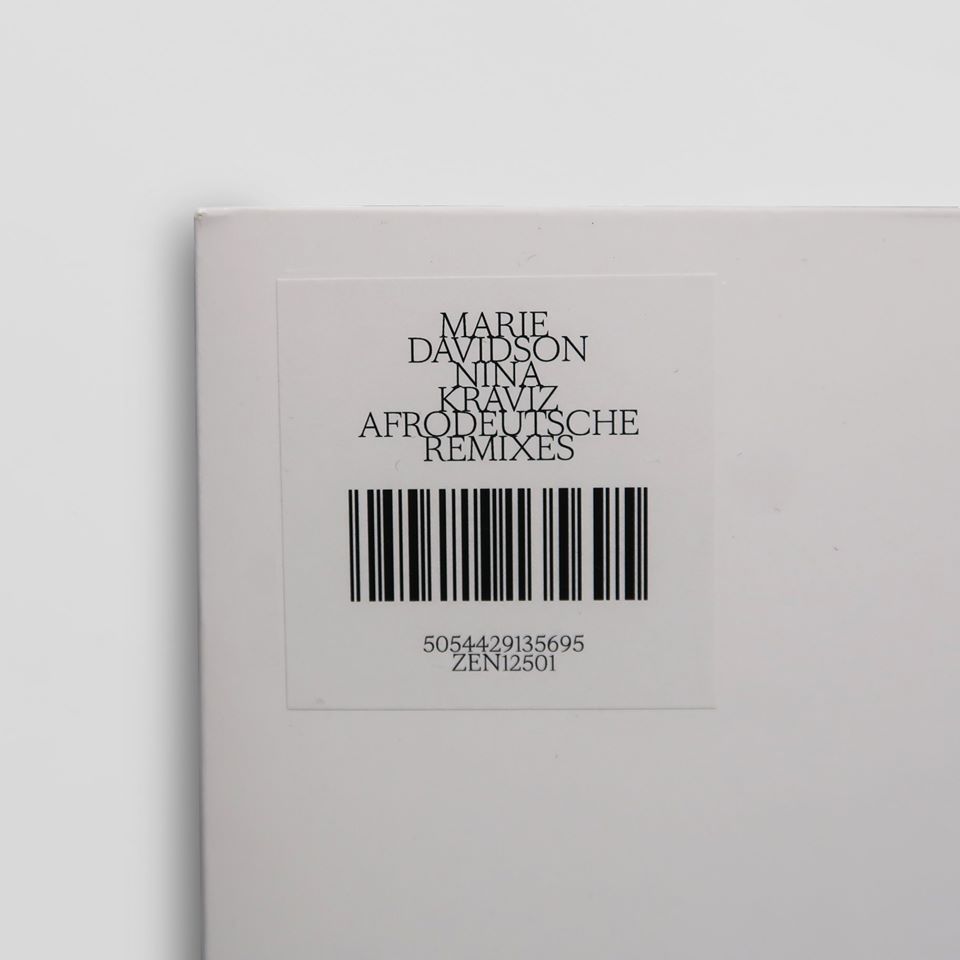 MARIE
DAVIDSON
NINA
KRAVIZ
AFRODEUTSCHE
REMIXES
5054429135695
ZEN12501